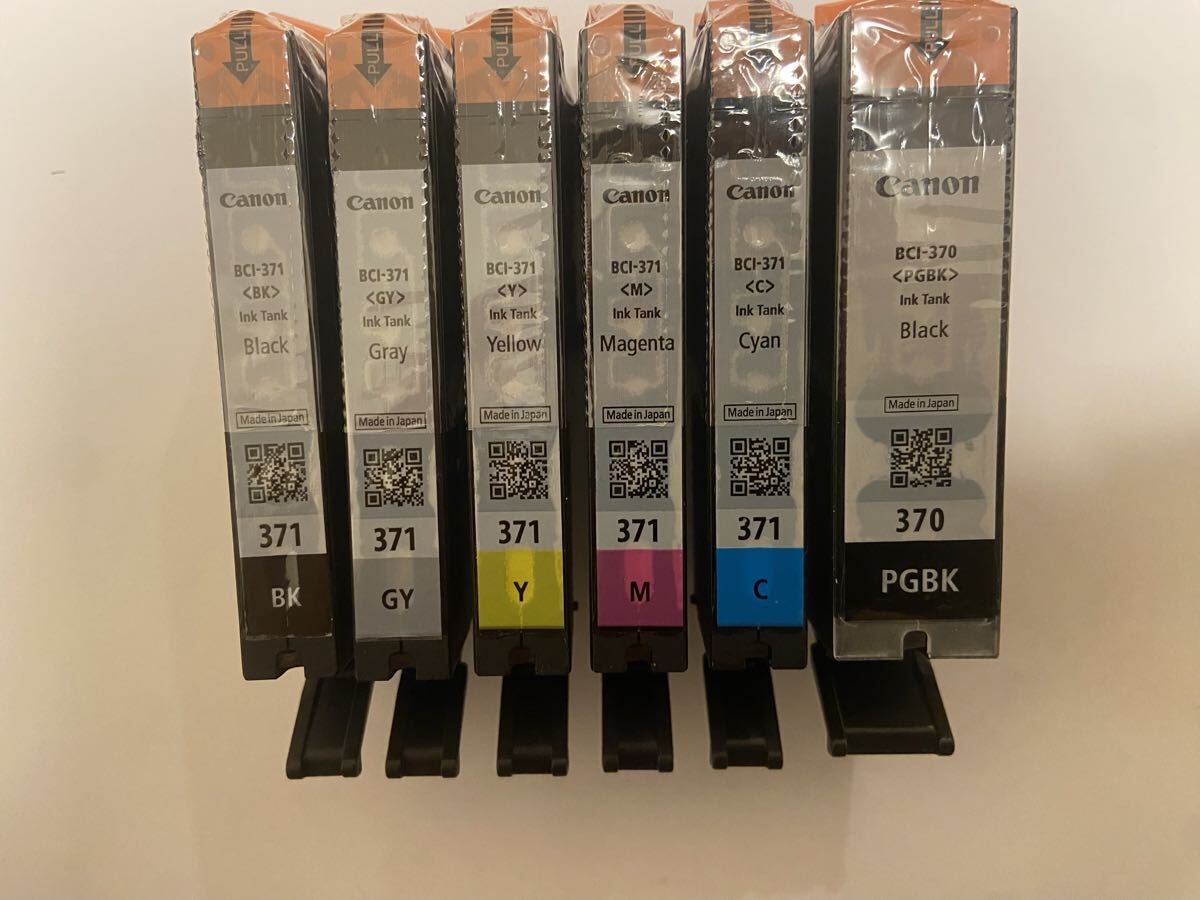 PULL
Canon
BCI-371
<BK>
Ink Tank
Black
Made in Japan
371
BK
PULL
Canon
BCI-371
<GY>
Ink Tank
Gray
Made in Japan
371
GY
PULL
Canon
BCI-371
<Y>
Ink Tank
Yellow
Made in Japan
371
Y
Canon
BCI-371
<M>
Ink Tank
Magenta
Made in Japan
371
M
Canon
BCI-371
<C>
Ink Tank
Cyan
Made in Japan
371
C
Canon
BCI-370
<PGBK>
Ink Tank
Black
Made in Japan
370
PGBK